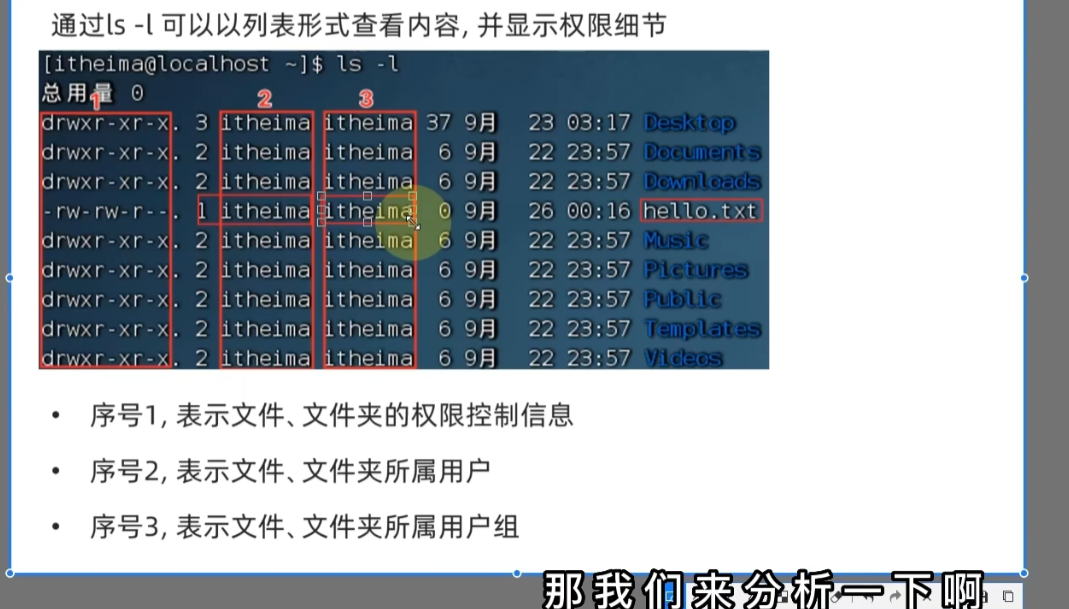 通过ls -l 可以以列表形式查看内容, 并显示权限细节
[itheima@localhost ~]$ ls -l
总用量 0
1 2 3
drwxr-xr-x. 3 itheima itheima 37 9月 23 03:17 Desktop
drwxr-xr-x. 2 itheima itheima 6 9月 22 23:57 Documents
drwxr-xr-x. 2 itheima itheima 6 9月 22 23:57 Downloads
-rw-rw-r--. 1 itheima itheima 0 9月 26 00:16 hello.txt
drwxr-xr-x. 2 itheima itheima 6 9月 22 23:57 Music
drwxr-xr-x. 2 itheima itheima 6 9月 22 23:57 Pictures
drwxr-xr-x. 2 itheima itheima 6 9月 22 23:57 Public
drwxr-xr-x. 2 itheima itheima 6 9月 22 23:57 Templates
drwxr-xr-x. 2 itheima itheima 6 9月 22 23:57 Videos
• 序号1, 表示文件、文件夹的权限控制信息
• 序号2, 表示文件、文件夹所属用户
• 序号3, 表示文件、文件夹所属用户组
那我们来分析一下啊